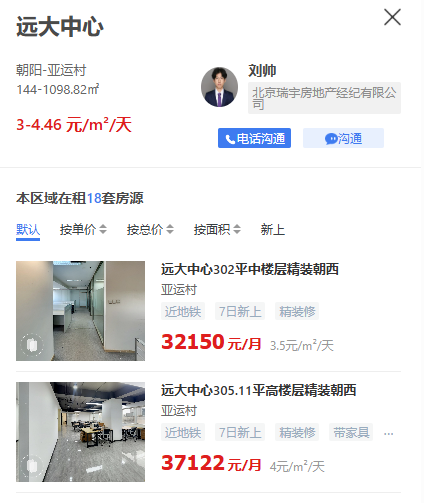 远大中心
朝阳-亚运村
144-1098.82㎡
3-4.46 元/m²/天
刘帅
北京瑞宇房地产经纪有限公
司
电话沟通
沟通
本区域在租18套房源
默认 按单价 按总价 按面积 新上
远大中心302平中楼层精装朝西
亚运村
近地铁 7日新上 精装修
32150 元/月 3.5元/m²/天
远大中心305.11平高楼层精装朝西
亚运村
近地铁 7日新上 精装修 带家具 ...
37122 元/月 4元/m²/天